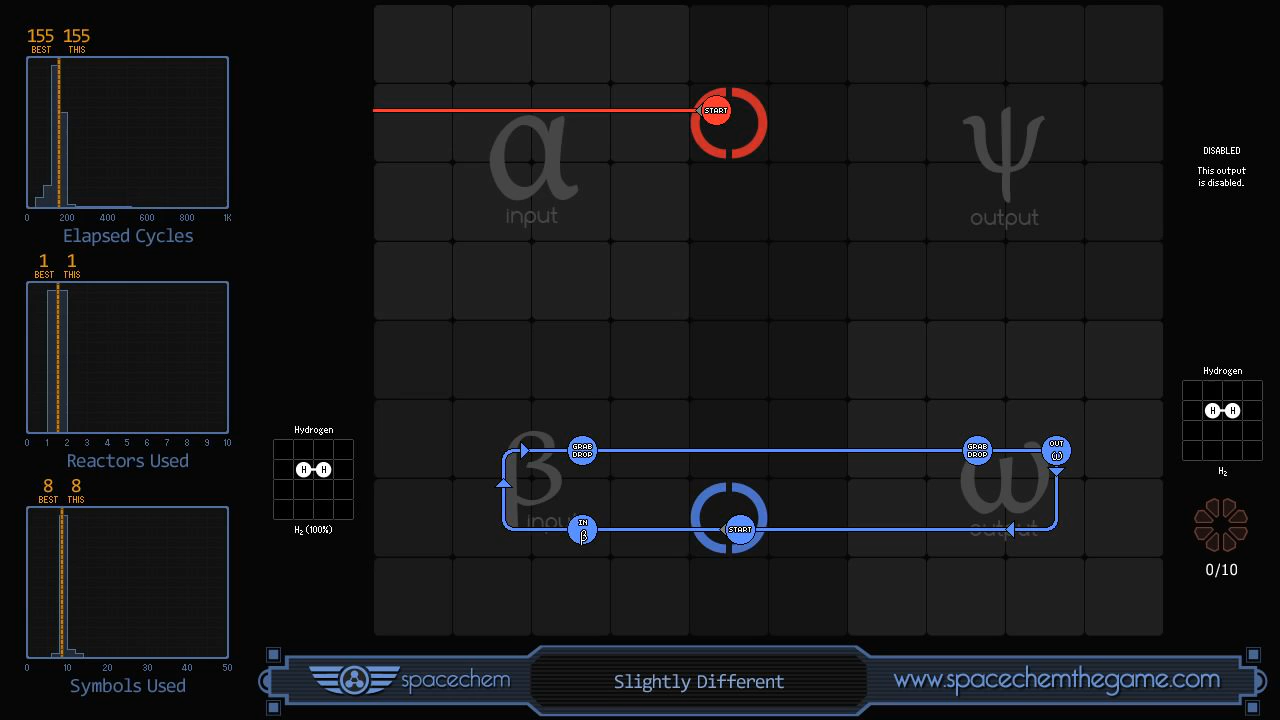 155 155
BEST THIS
0 200 400 600 800 1K
Elapsed Cycles
1 1
BEST THIS
0 1 2 3 4 5 6 7 8 9 10
Reactors Used
8 8
BEST THIS
0 10 20 30 40 50
Symbols Used
Hydrogen
H H
H₂ (100%)
START
α
input
ψ
output
β
input
ω
output
GRAB
DROP
GRAB
DROP
OUT
ω
IN
β
START
DISABLED
This output
is disabled.
Hydrogen
H H
H₂
0/10
spacechem
Slightly Different
www.spacechemthegame.com